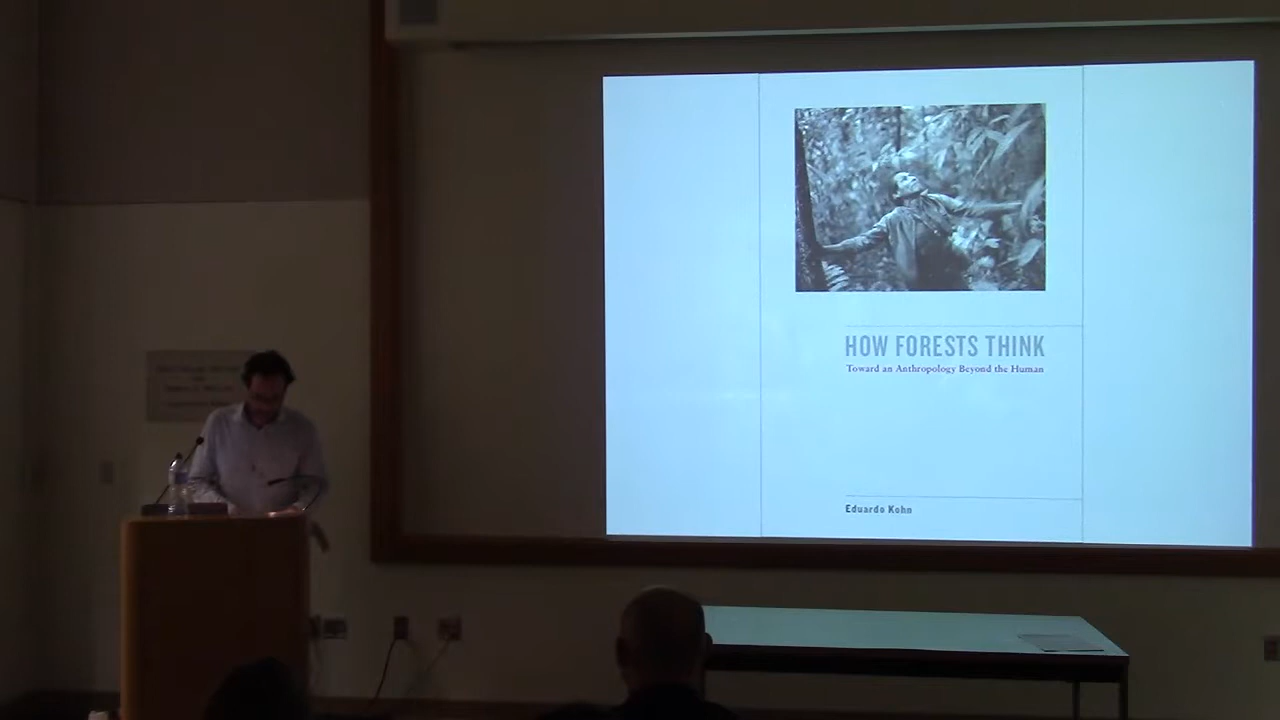 HOW FORESTS THINK
Toward an Anthropology Beyond the Human
Eduardo Kohn